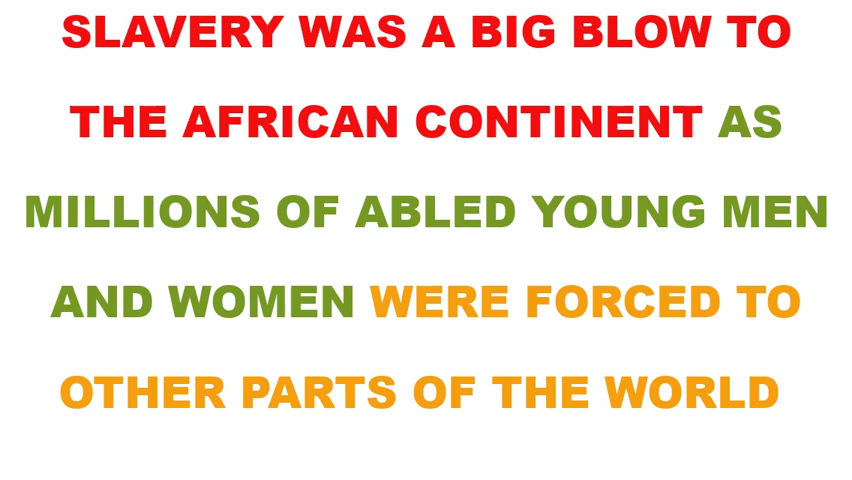 SLAVERY WAS A BIG BLOW TO
THE AFRICAN CONTINENT AS
MILLIONS OF ABLED YOUNG MEN
AND WOMEN WERE FORCED TO
OTHER PARTS OF THE WORLD